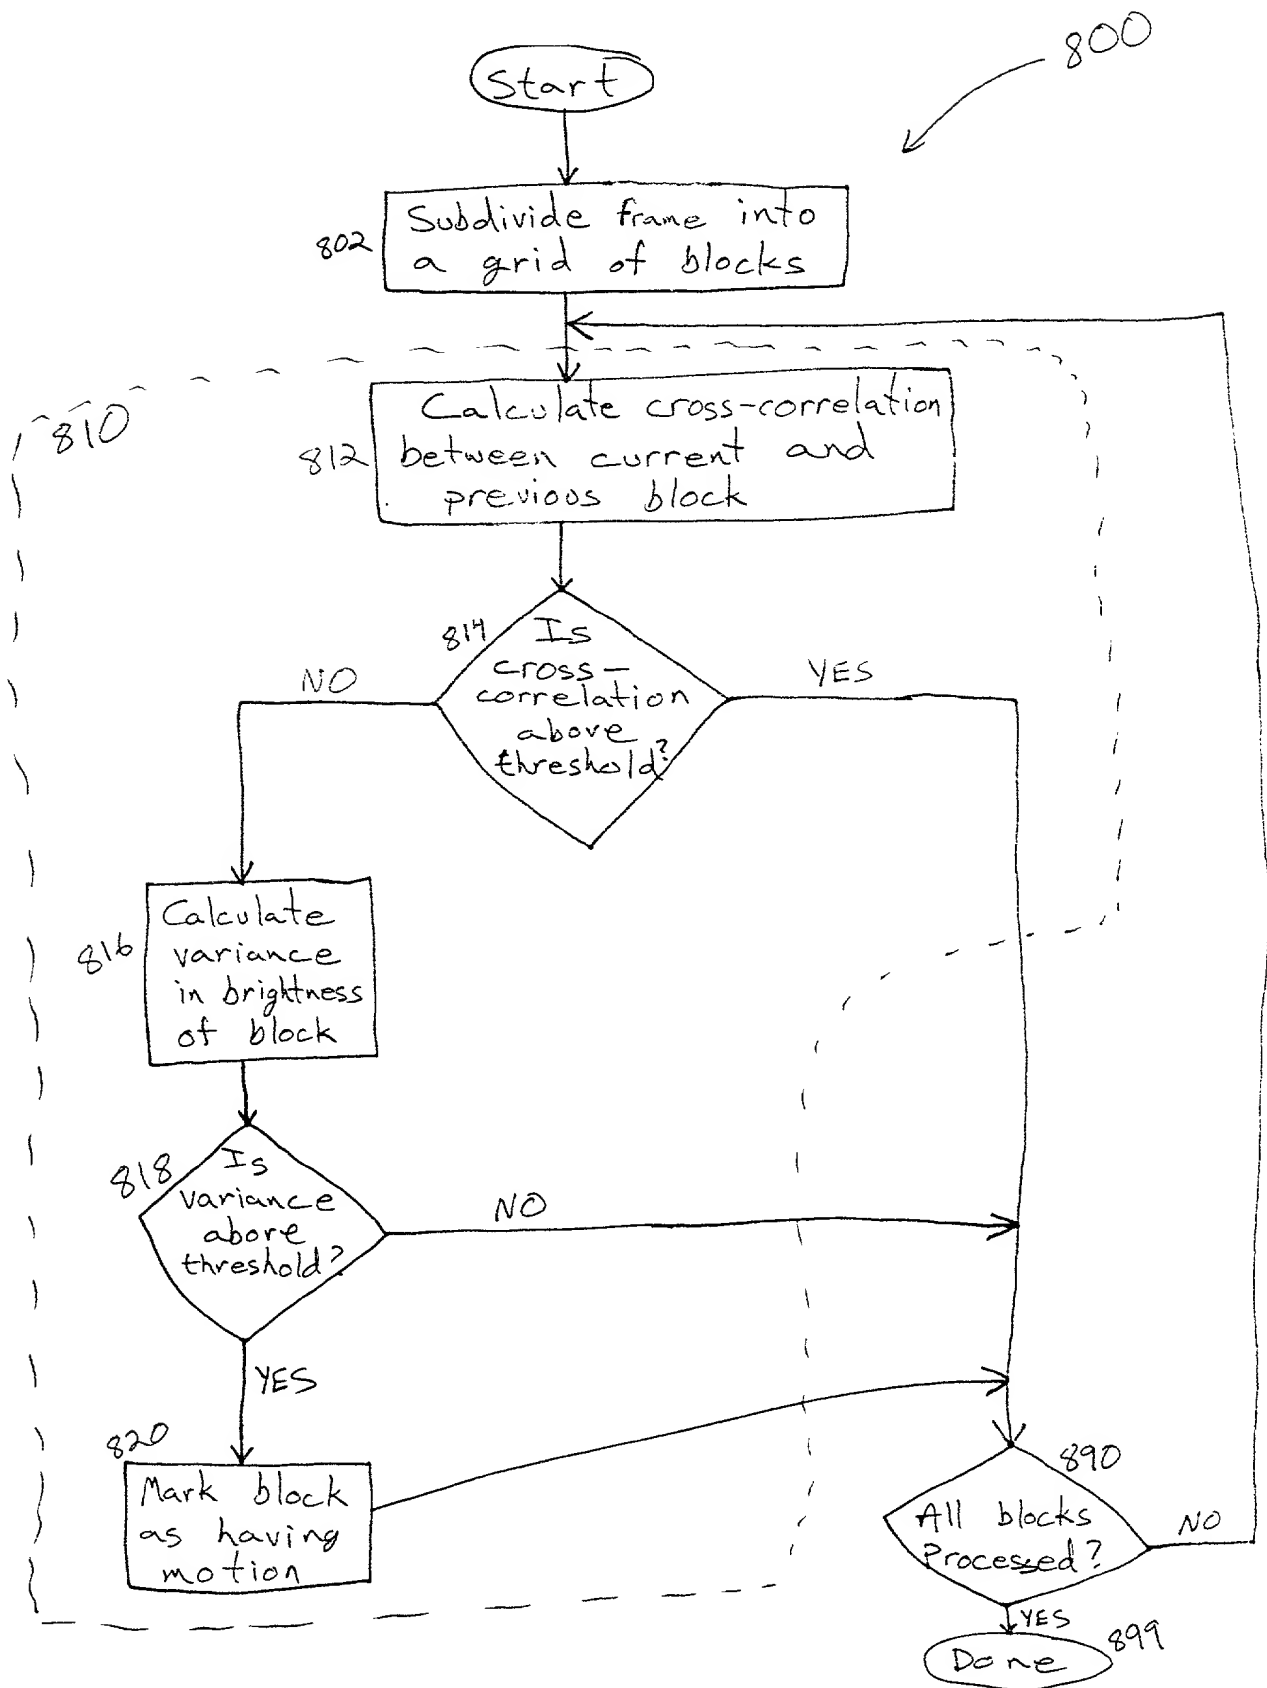 800
Start
802
Subdivide frame into
a grid of blocks
810
812
Calculate cross-correlation
between current and
previous block
814
Is
cross-
correlation
above
threshold?
NO
YES
816
Calculate
variance
in brightness
of block
818
Is
variance
above
threshold?
NO
YES
820
Mark block
as having
motion
890
All blocks
Processed?
NO
YES
Done
899